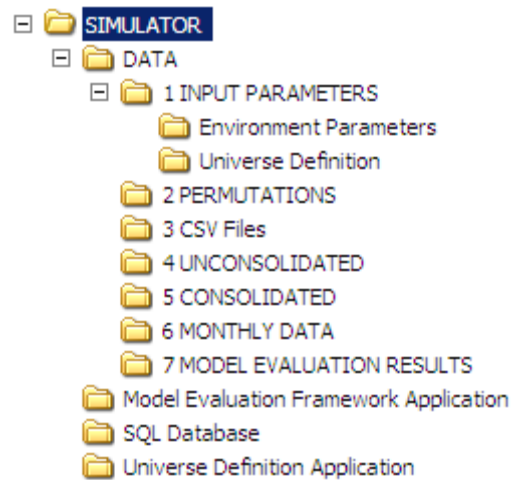 SIMULATOR
DATA
1 INPUT PARAMETERS
Environment Parameters
Universe Definition
2 PERMUTATIONS
3 CSV Files
4 UNCONSOLIDATED
5 CONSOLIDATED
6 MONTHLY DATA
7 MODEL EVALUATION RESULTS
Model Evaluation Framework Application
SQL Database
Universe Definition Application